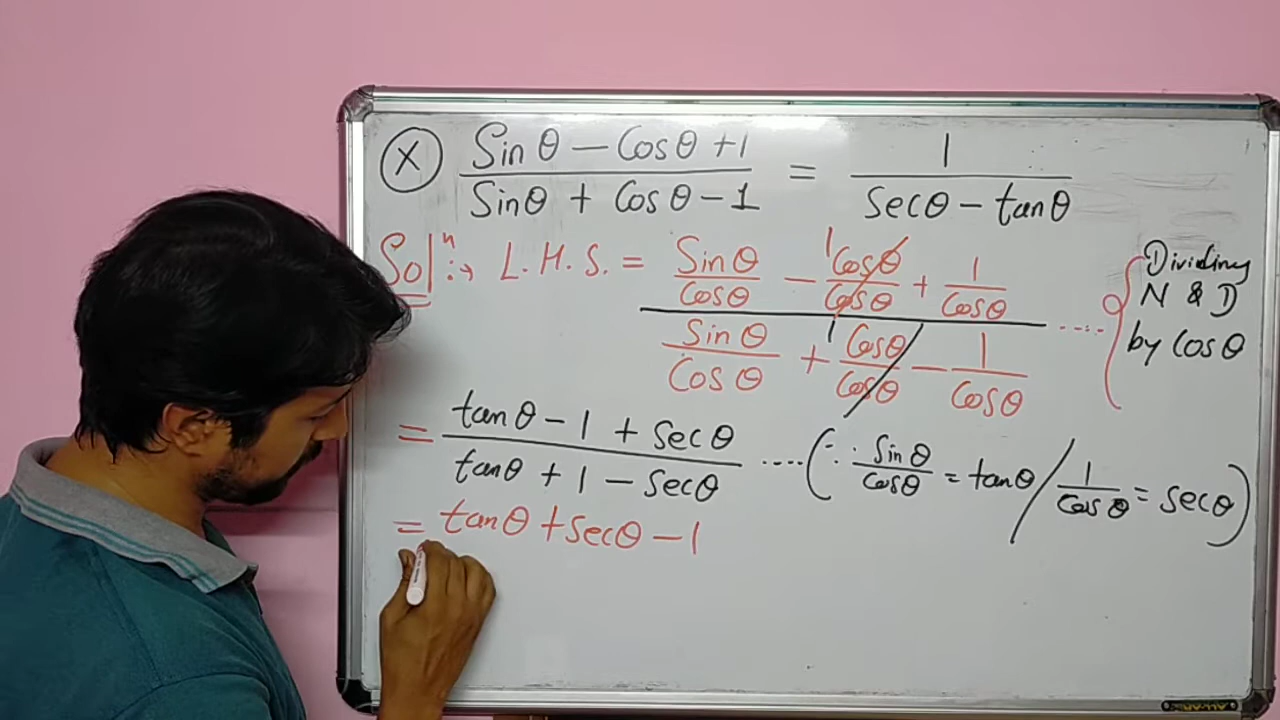 (X) (Sinθ − Cosθ + 1)/(Sinθ + Cosθ − 1) = 1/(secθ − tanθ)
Solⁿ:→ L.H.S. = (Sinθ/Cosθ − Cosθ/Cosθ + 1/Cosθ)/(Sinθ/Cosθ + Cosθ/Cosθ − 1/Cosθ) .... { Dividing N & D by Cosθ
= (tanθ − 1 + secθ)/(tanθ + 1 − secθ) .... (∵ Sinθ/Cosθ = tanθ / 1/Cosθ = secθ)
= tanθ + secθ − 1